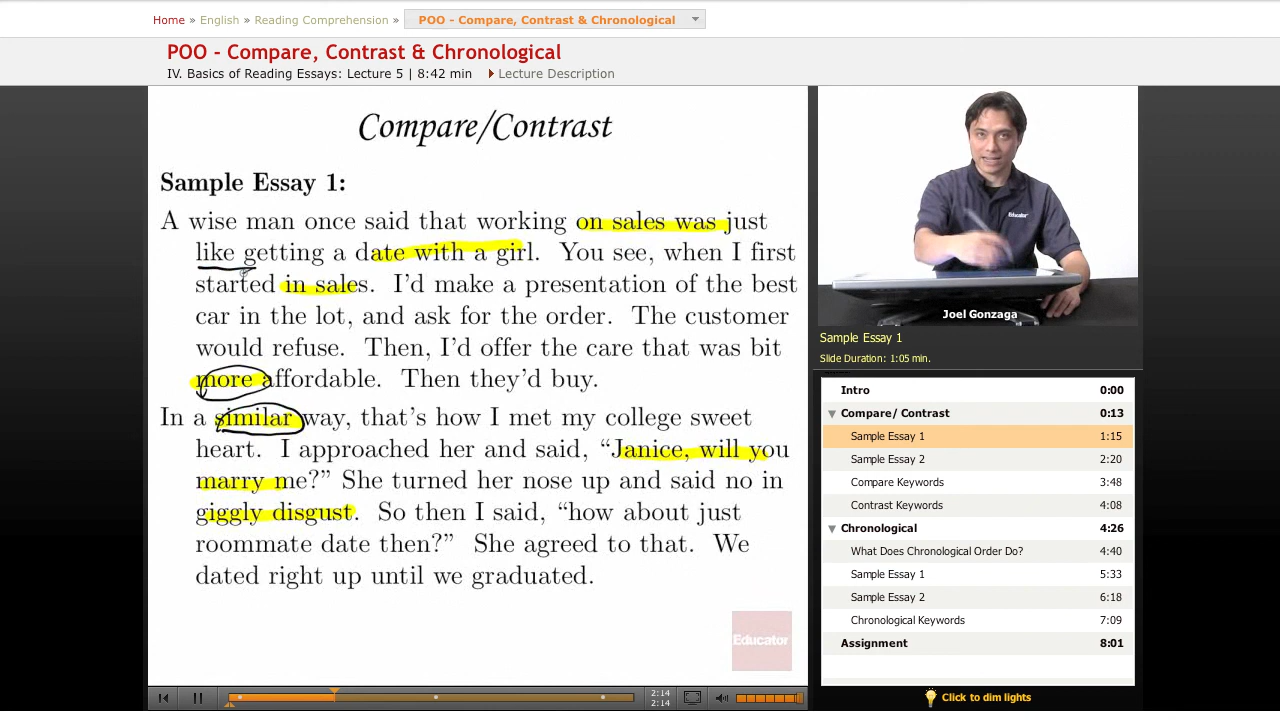 Home » English » Reading Comprehension » POO - Compare, Contrast & Chronological
POO - Compare, Contrast & Chronological
IV. Basics of Reading Essays: Lecture 5 | 8:42 min Lecture Description
Compare/Contrast
Sample Essay 1:
A wise man once said that working on sales was just
like getting a date with a girl. You see, when I first
started in sales. I'd make a presentation of the best
car in the lot, and ask for the order. The customer
would refuse. Then, I'd offer the care that was bit
more affordable. Then they'd buy.
In a similar way, that's how I met my college sweet
heart. I approached her and said, “Janice, will you
marry me?” She turned her nose up and said no in
giggly disgust. So then I said, “how about just
roommate date then?” She agreed to that. We
dated right up until we graduated.
Educator
2:14
2:14
Educator
Joel Gonzaga
Sample Essay 1
Slide Duration: 1:05 min.
Intro 0:00
Compare/ Contrast 0:13
Sample Essay 1 1:15
Sample Essay 2 2:20
Compare Keywords 3:48
Contrast Keywords 4:08
Chronological 4:26
What Does Chronological Order Do? 4:40
Sample Essay 1 5:33
Sample Essay 2 6:18
Chronological Keywords 7:09
Assignment 8:01
Click to dim lights